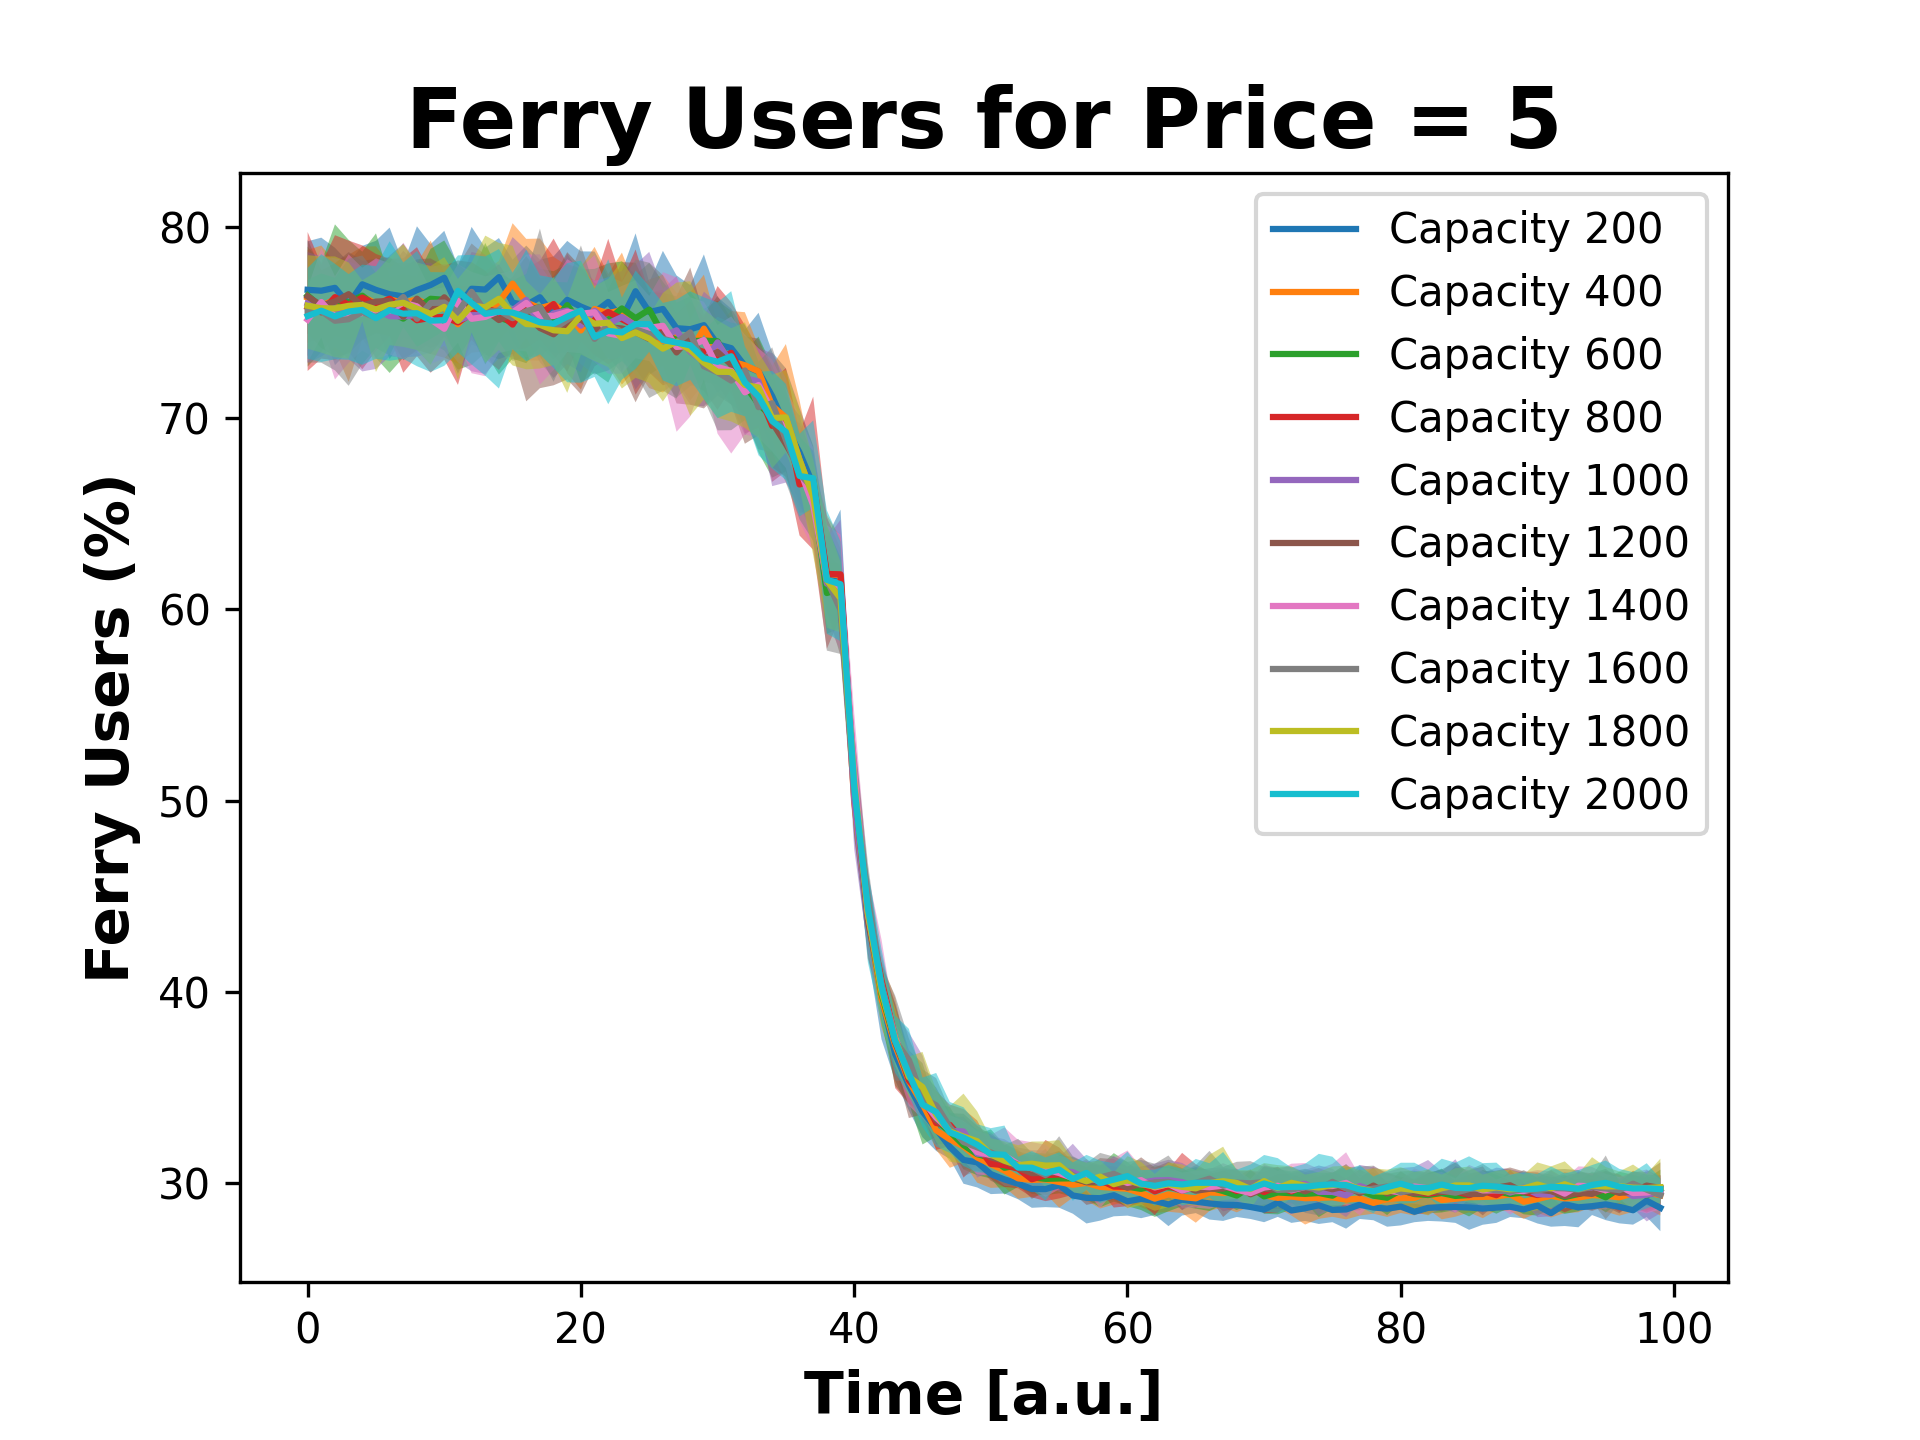 Ferry Users for Price = 5
Ferry Users (%)
80
70
60
50
40
30
Capacity 200
Capacity 400
Capacity 600
Capacity 800
Capacity 1000
Capacity 1200
Capacity 1400
Capacity 1600
Capacity 1800
Capacity 2000
0 20 40 60 80 100
Time [a.u.]